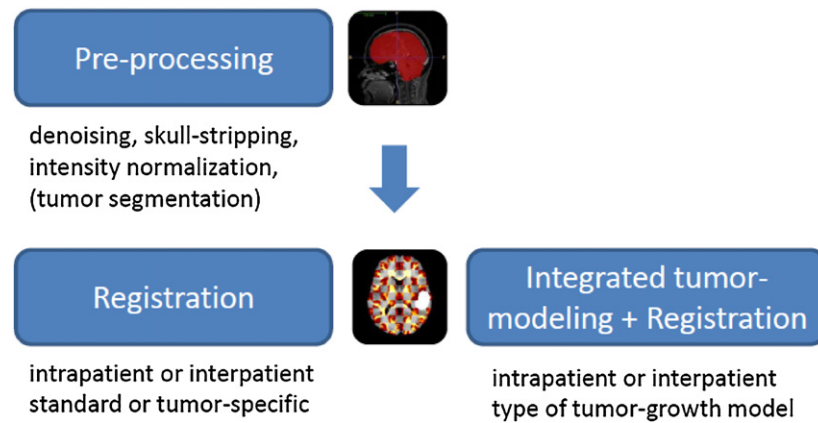 Pre-processing
denoising, skull-stripping,
intensity normalization,
(tumor segmentation)
Registration
intrapatient or interpatient
standard or tumor-specific
Integrated tumor-
modeling + Registration
intrapatient or interpatient
type of tumor-growth model